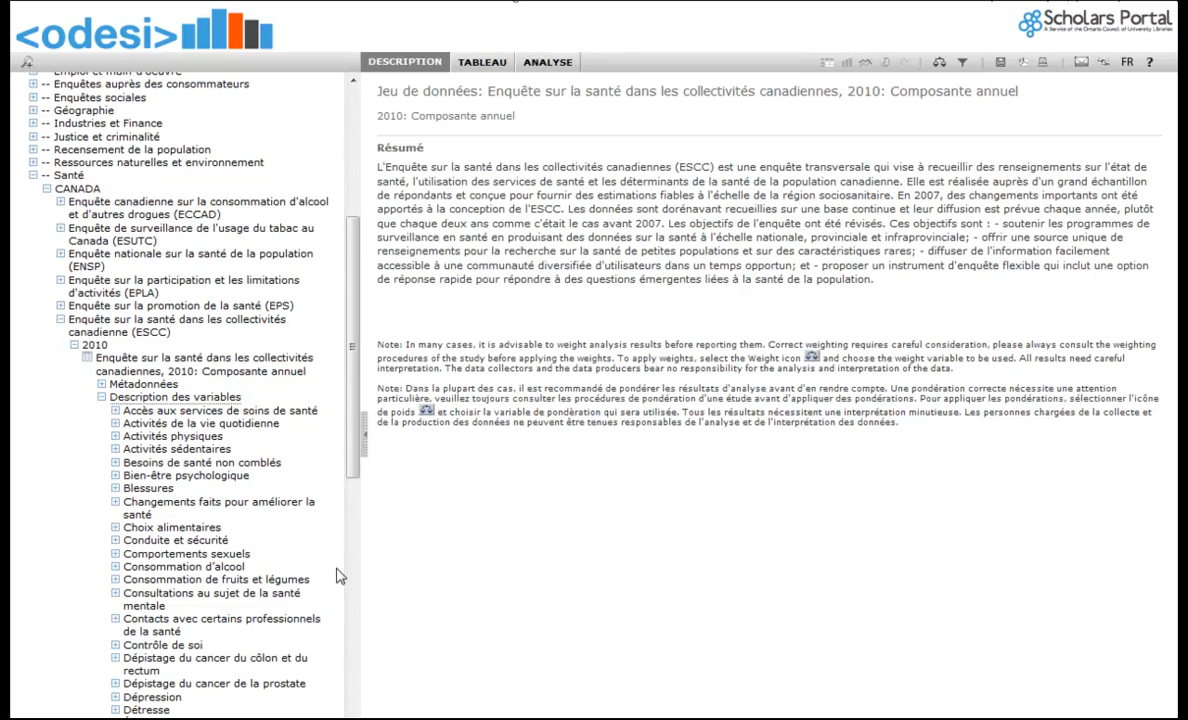 <odesi>
Scholars Portal
A Service of the Ontario Council of University Libraries
DESCRIPTION TABLEAU ANALYSE
FR ?
-- Emploi et main d'oeuvre
-- Enquêtes auprès des consommateurs
-- Enquêtes sociales
-- Géographie
-- Industries et Finance
-- Justice et criminalité
-- Recensement de la population
-- Ressources naturelles et environnement
-- Santé
CANADA
Enquête canadienne sur la consommation d'alcool
et d'autres drogues (ECCAD)
Enquête de surveillance de l'usage du tabac au
Canada (ESUTC)
Enquête nationale sur la santé de la population
(ENSP)
Enquête sur la participation et les limitations
d'activités (EPLA)
Enquête sur la promotion de la santé (EPS)
Enquête sur la santé dans les collectivités
canadienne (ESCC)
2010
Enquête sur la santé dans les collectivités
canadiennes, 2010: Composante annuel
Métadonnées
Description des variables
Accès aux services de soins de santé
Activités de la vie quotidienne
Activités physiques
Activités sédentaires
Besoins de santé non comblés
Bien-être psychologique
Blessures
Changements faits pour améliorer la
santé
Choix alimentaires
Conduite et sécurité
Comportements sexuels
Consommation d'alcool
Consommation de fruits et légumes
Consultations au sujet de la santé
mentale
Contacts avec certains professionnels
de la santé
Contrôle de soi
Dépistage du cancer du côlon et du
rectum
Dépistage du cancer de la prostate
Dépression
Détresse
Jeu de données: Enquête sur la santé dans les collectivités canadiennes, 2010: Composante annuel
2010: Composante annuel
Résumé
L'Enquête sur la santé dans les collectivités canadiennes (ESCC) est une enquête transversale qui vise à recueillir des renseignements sur l'état de
santé, l'utilisation des services de santé et les déterminants de la santé de la population canadienne. Elle est réalisée auprès d'un grand échantillon
de répondants et conçue pour fournir des estimations fiables à l'échelle de la région sociosanitaire. En 2007, des changements importants ont été
apportés à la conception de l'ESCC. Les données sont dorénavant recueillies sur une base continue et leur diffusion est prévue chaque année, plutôt
que chaque deux ans comme c'était le cas avant 2007. Les objectifs de l'enquête ont été révisés. Ces objectifs sont : - soutenir les programmes de
surveillance en santé en produisant des données sur la santé à l'échelle nationale, provinciale et infraprovinciale; - offrir une source unique de
renseignements pour la recherche sur la santé de petites populations et sur des caractéristiques rares; - diffuser de l'information facilement
accessible à une communauté diversifiée d'utilisateurs dans un temps opportun; et - proposer un instrument d'enquête flexible qui inclut une option
de réponse rapide pour répondre à des questions émergentes liées à la santé de la population.
Note: In many cases, it is advisable to weight analysis results before reporting them. Correct weighting requires careful consideration, please always consult the weighting
procedures of the study before applying the weights. To apply weights, select the Weight icon and choose the weight variable to be used. All results need careful
interpretation. The data collectors and the data producers bear no responsibility for the analysis and interpretation of the data.
Note: Dans la plupart des cas, il est recommandé de pondérer les résultats d'analyse avant d'en rendre compte. Une pondération correcte nécessite une attention
particulière, veuillez toujours consulter les procédures de pondération d'une étude avant d'appliquer des pondérations. Pour appliquer les pondérations, sélectionner l'icône
de poids et choisir la variable de pondèration qui sera utilisée. Tous les résultats nécessitent une interprétation minutieuse. Les personnes chargées de la collecte et
de la production des données ne peuvent être tenues responsables de l'analyse et de l'interprétation des données.